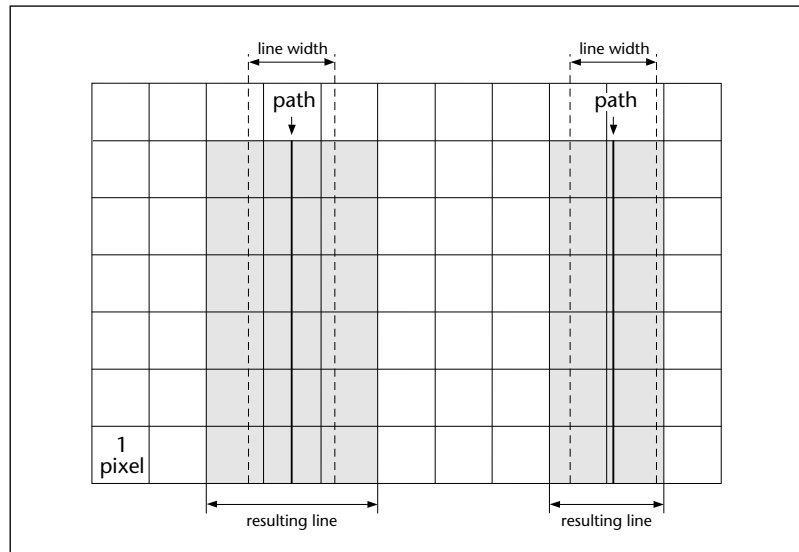 line width
line width
path
path
1
pixel
resulting line
resulting line